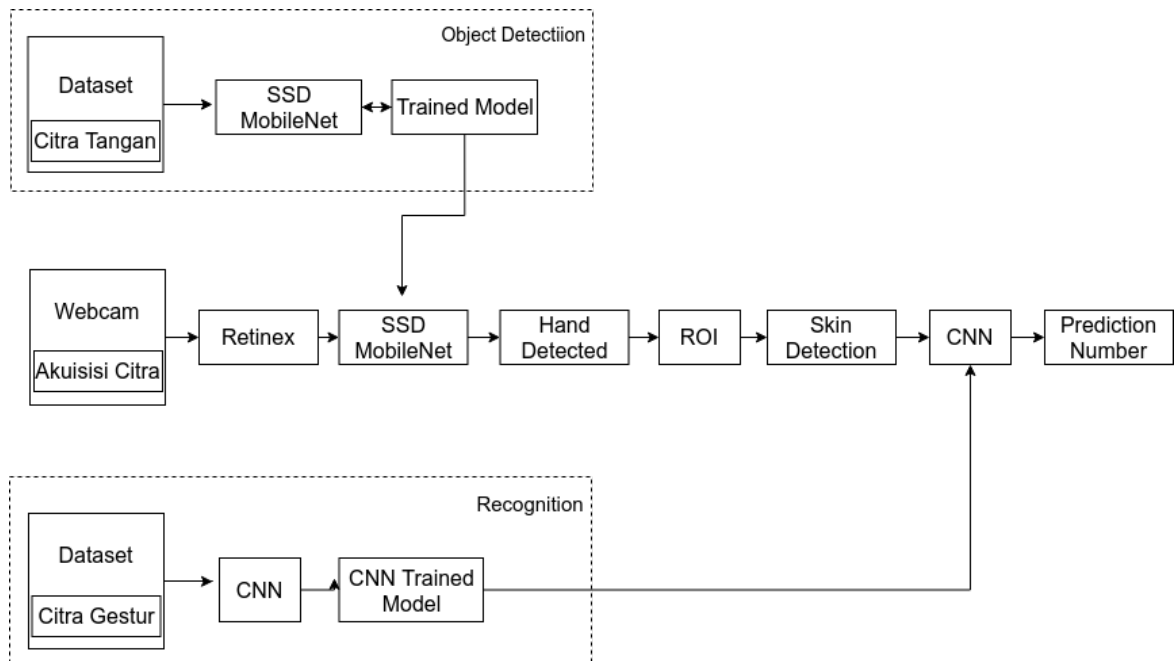 Object Detectiion
Dataset
Citra Tangan
SSD
MobileNet
Trained Model
Webcam
Akuisisi Citra
Retinex
SSD
MobileNet
Hand
Detected
ROI
Skin
Detection
CNN
Prediction
Number
Recognition
Dataset
Citra Gestur
CNN
CNN Trained
Model